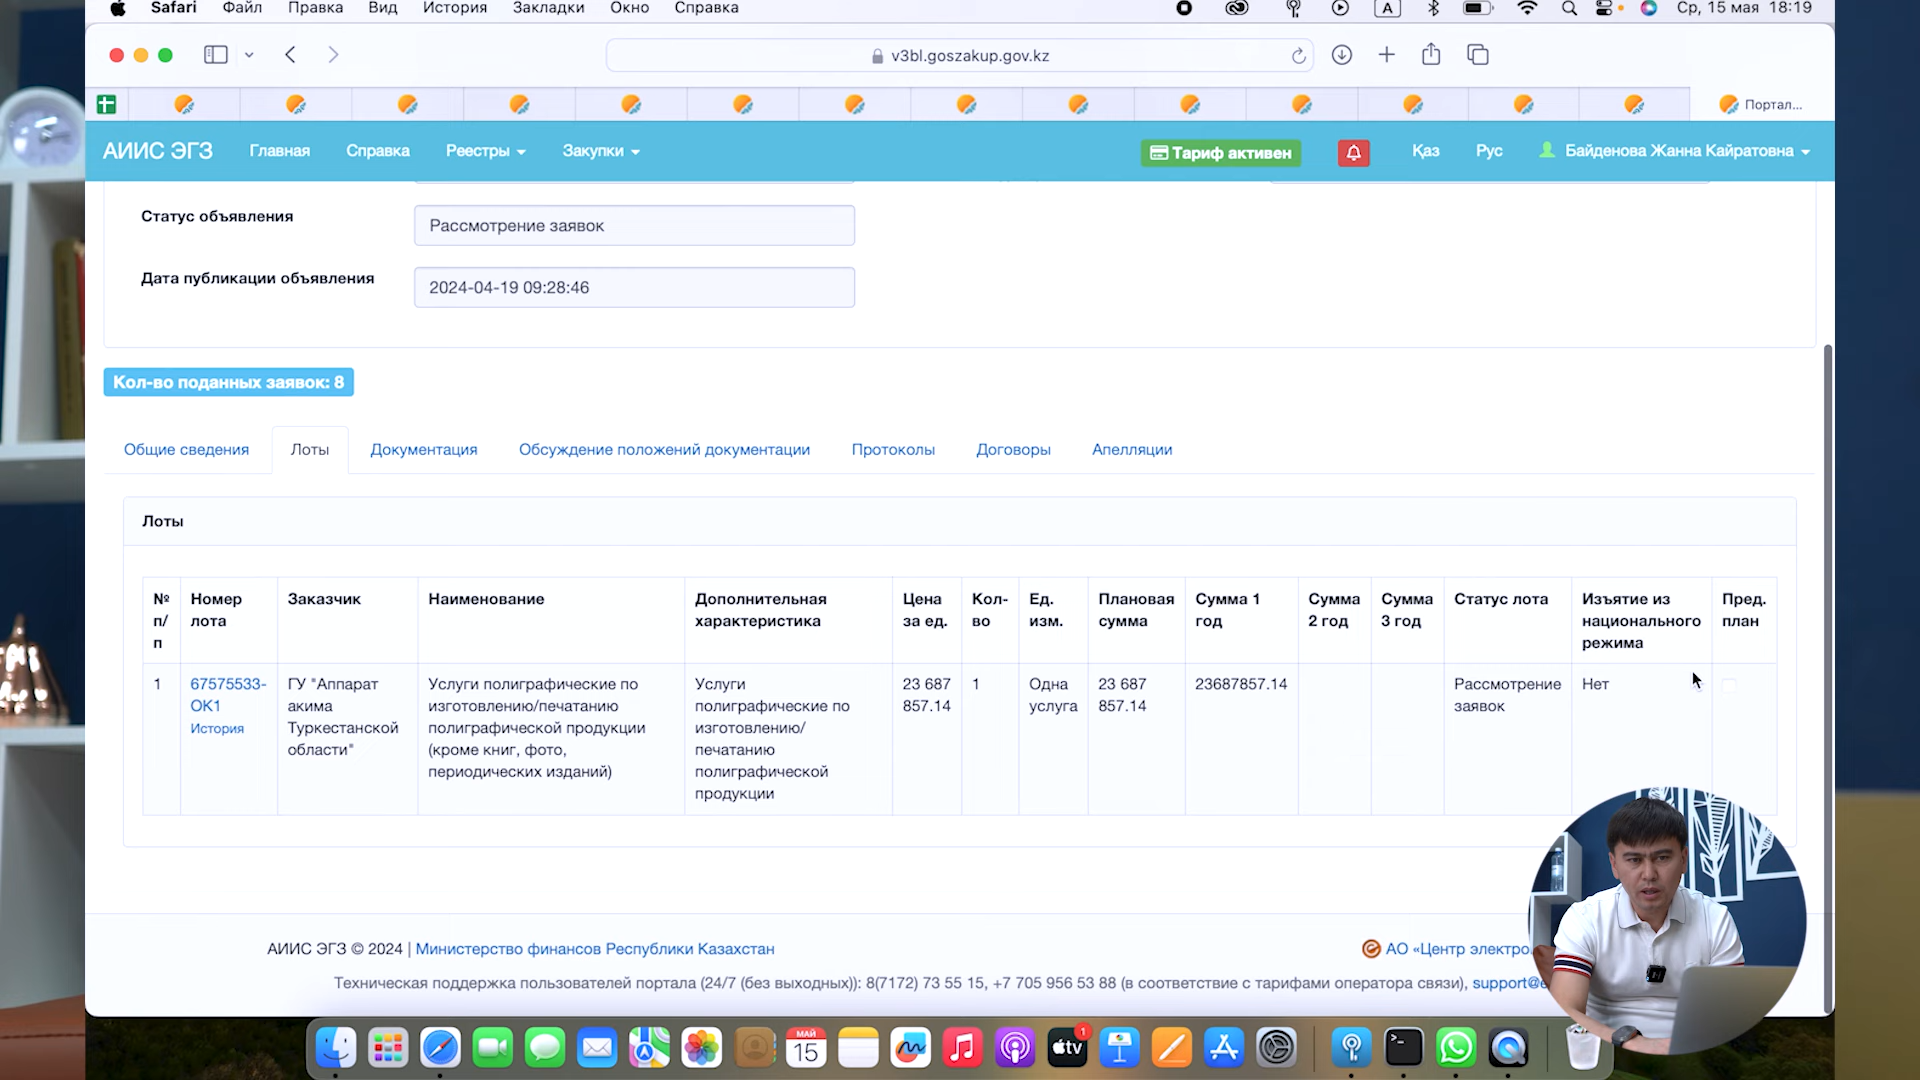 Safari Файл Правка Вид История Закладки Окно Справка A Ср, 15 мая 18:19
v3bl.goszakup.gov.kz
Портал...
АИИС ЭГЗ Главная Справка Реестры Закупки Тариф активен Қаз Рус Байденова Жанна Кайратовна
Статус объявления Рассмотрение заявок
Дата публикации объявления 2024-04-19 09:28:46
Кол-во поданных заявок: 8
Общие сведения Лоты Документация Обсуждение положений документации Протоколы Договоры Апелляции
Лоты
№ Номер Заказчик Наименование Дополнительная Цена Кол- Ед. Плановая Сумма 1 Сумма Сумма Статус лота Изъятие из Пред.
п/ лота характеристика за ед. во изм. сумма год 2 год 3 год национального план
п режима
1 67575533- ГУ "Аппарат Услуги полиграфические по Услуги 23 687 1 Одна 23 687 23687857.14 Рассмотрение Нет
ОК1 акима изготовлению/печатанию полиграфические по 857.14 услуга 857.14 заявок
История Туркестанской полиграфической продукции изготовлению/
области" (кроме книг, фото, печатанию
периодических изданий) полиграфической
продукции
АИИС ЭГЗ © 2024 | Министерство финансов Республики Казахстан АО «Центр электро
Техническая поддержка пользователей портала (24/7 (без выходных)): 8(7172) 73 55 15, +7 705 956 53 88 (в соответствие с тарифами оператора связи), support@e
МАЙ
15
tv
1